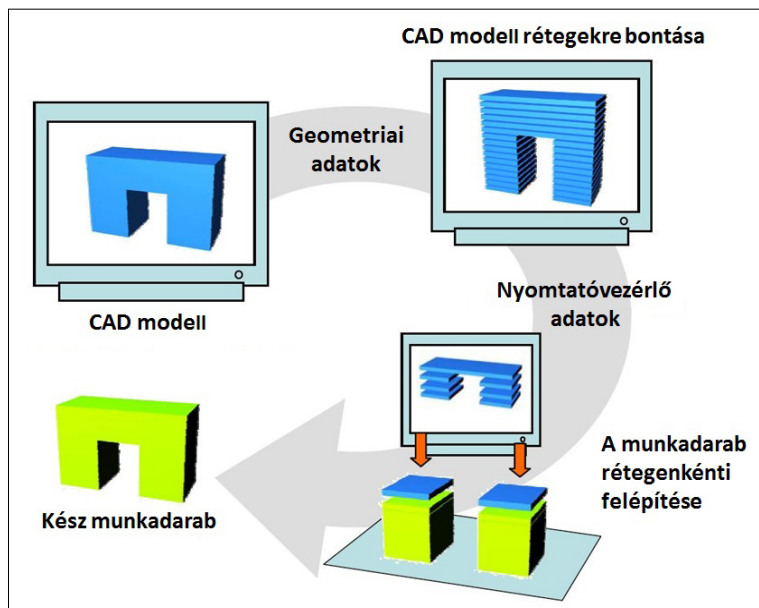 CAD modell rétegekre bontása
Geometriai
adatok
CAD modell
Nyomtatóvezérlő
adatok
A munkadarab
rétegenkénti
felépítése
Kész munkadarab